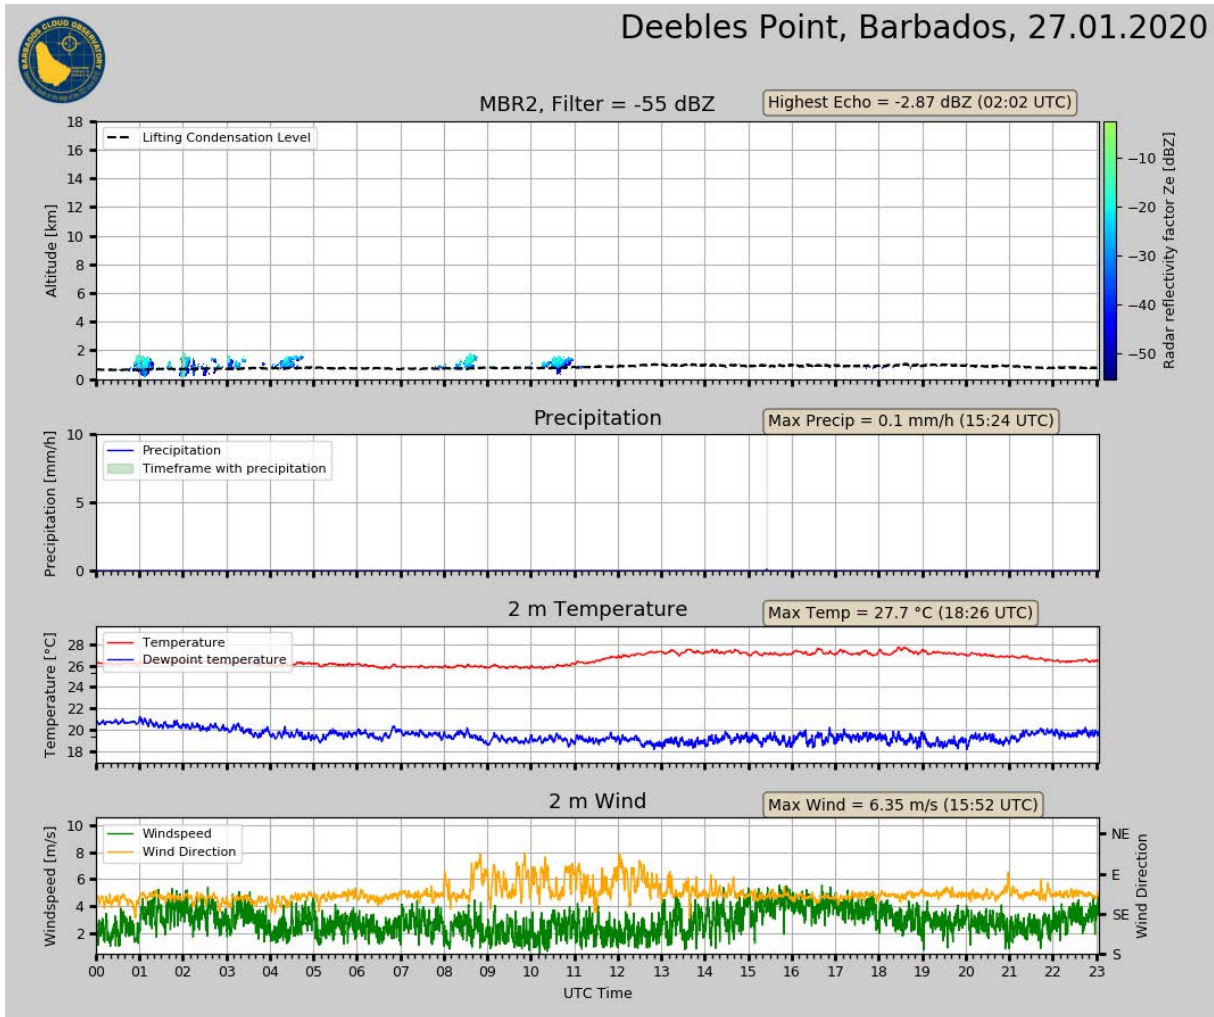 Deebles Point, Barbados, 27.01.2020
BARBADOS CLOUD OBSERVATORY
MBR2, Filter = -55 dBZ
Highest Echo = -2.87 dBZ (02:02 UTC)
Lifting Condensation Level
18
16
14
12
10
8
6
4
2
0
Altitude [km]
−10
−20
−30
−40
−50
Radar reflectivity factor Ze [dBZ]
Precipitation
Max Precip = 0.1 mm/h (15:24 UTC)
Precipitation
Timeframe with precipitation
10
5
0
Precipitation [mm/h]
2 m Temperature
Max Temp = 27.7 °C (18:26 UTC)
Temperature
Dewpoint temperature
28
26
24
22
20
18
Temperature [°C]
2 m Wind
Max Wind = 6.35 m/s (15:52 UTC)
Windspeed
Wind Direction
10
8
6
4
2
Windspeed [m/s]
NE
E
SE
S
Wind Direction
00 01 02 03 04 05 06 07 08 09 10 11 12 13 14 15 16 17 18 19 20 21 22 23
UTC Time